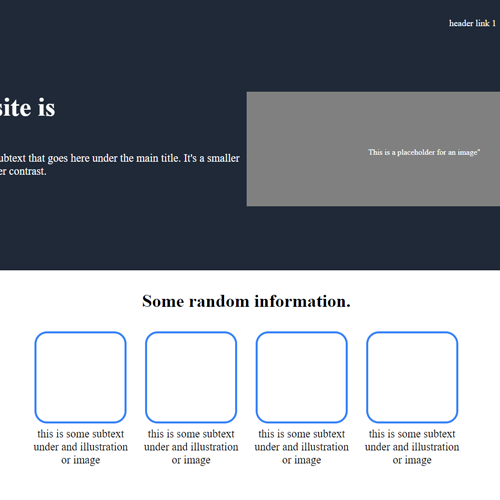 header link 1
site is
ubtext that goes here under the main title. It's a smaller
er contrast.
This is a placeholder for an image"
Some random information.
this is some subtext
under and illustration
or image
this is some subtext
under and illustration
or image
this is some subtext
under and illustration
or image
this is some subtext
under and illustration
or image